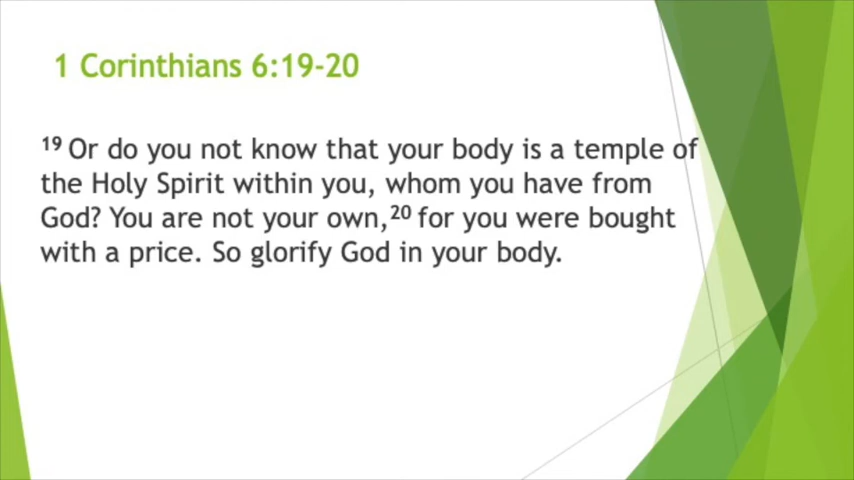 1 Corinthians 6:19-20
19 Or do you not know that your body is a temple of
the Holy Spirit within you, whom you have from
God? You are not your own,20 for you were bought
with a price. So glorify God in your body.